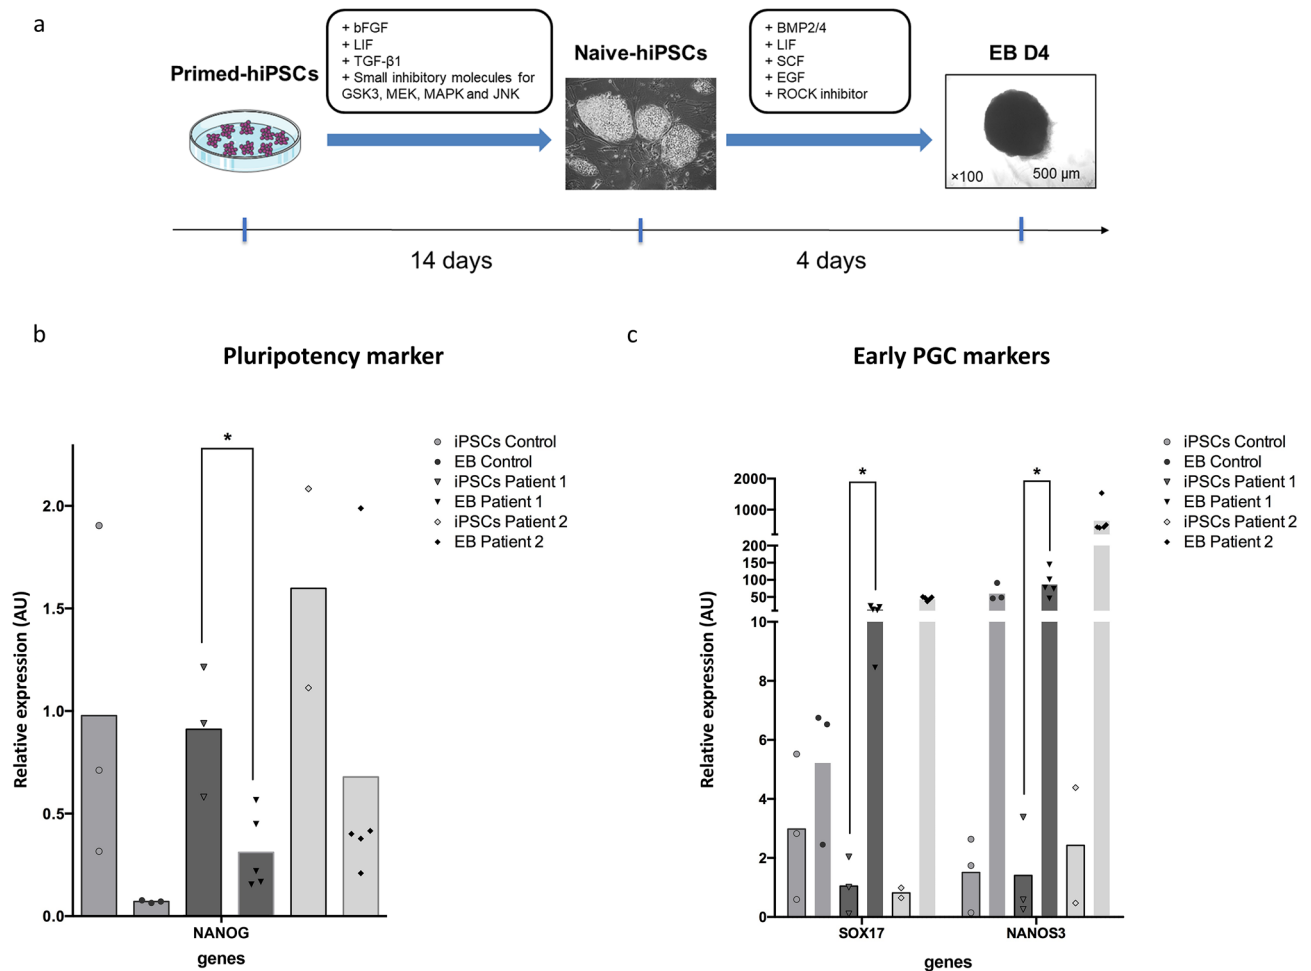 a
Primed-hiPSCs
+ bFGF
+ LIF
+ TGF-β1
+ Small inhibitory molecules for
GSK3, MEK, MAPK and JNK
Naive-hiPSCs
+ BMP2/4
+ LIF
+ SCF
+ EGF
+ ROCK inhibitor
EB D4
×100
500 µm
14 days
4 days
b
Pluripotency marker
Relative expression (AU)
2.0
1.5
1.0
0.5
0.0
*
NANOG
genes
iPSCs Control
EB Control
iPSCs Patient 1
EB Patient 1
iPSCs Patient 2
EB Patient 2
c
Early PGC markers
Relative expression (AU)
2000
1000
200
150
100
50
10
8
6
4
2
0
*
*
SOX17
NANOS3
genes
iPSCs Control
EB Control
iPSCs Patient 1
EB Patient 1
iPSCs Patient 2
EB Patient 2